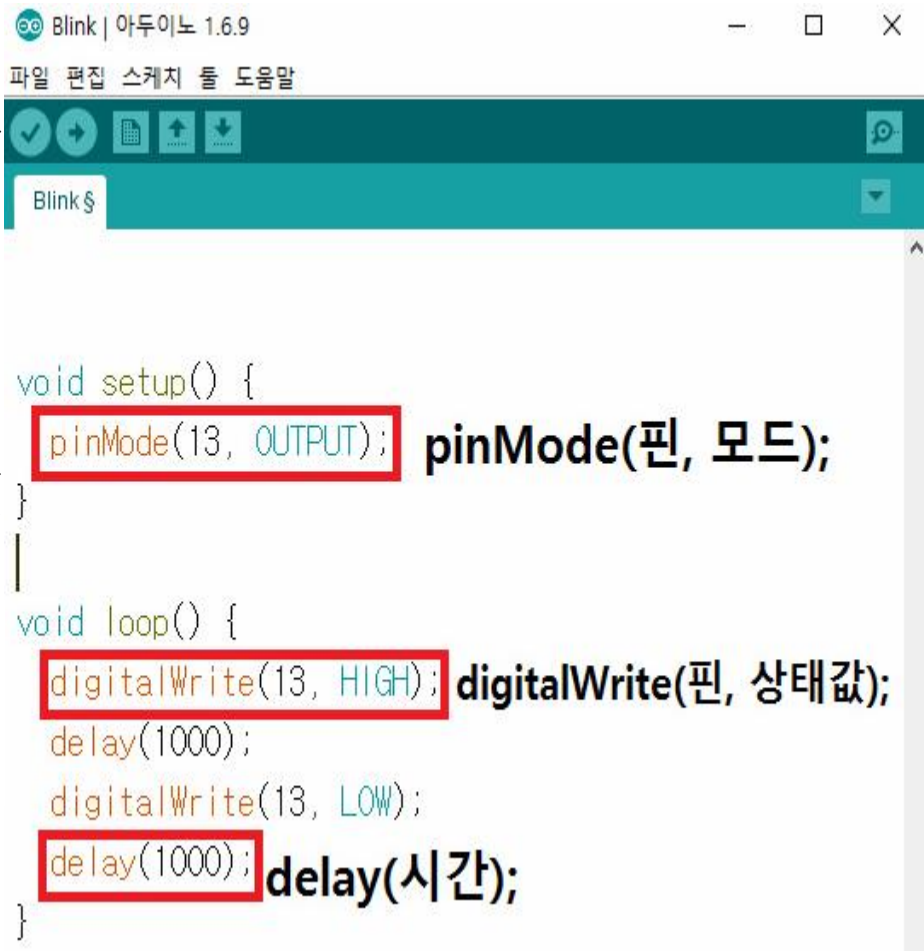 Blink | 아두이노 1.6.9
파일 편집 스케치 툴 도움말
Blink §
void setup() {
pinMode(13, OUTPUT); pinMode(핀, 모드);
}
void loop() {
digitalWrite(13, HIGH); digitalWrite(핀, 상태값);
delay(1000);
digitalWrite(13, LOW);
delay(1000); delay(시간);
}